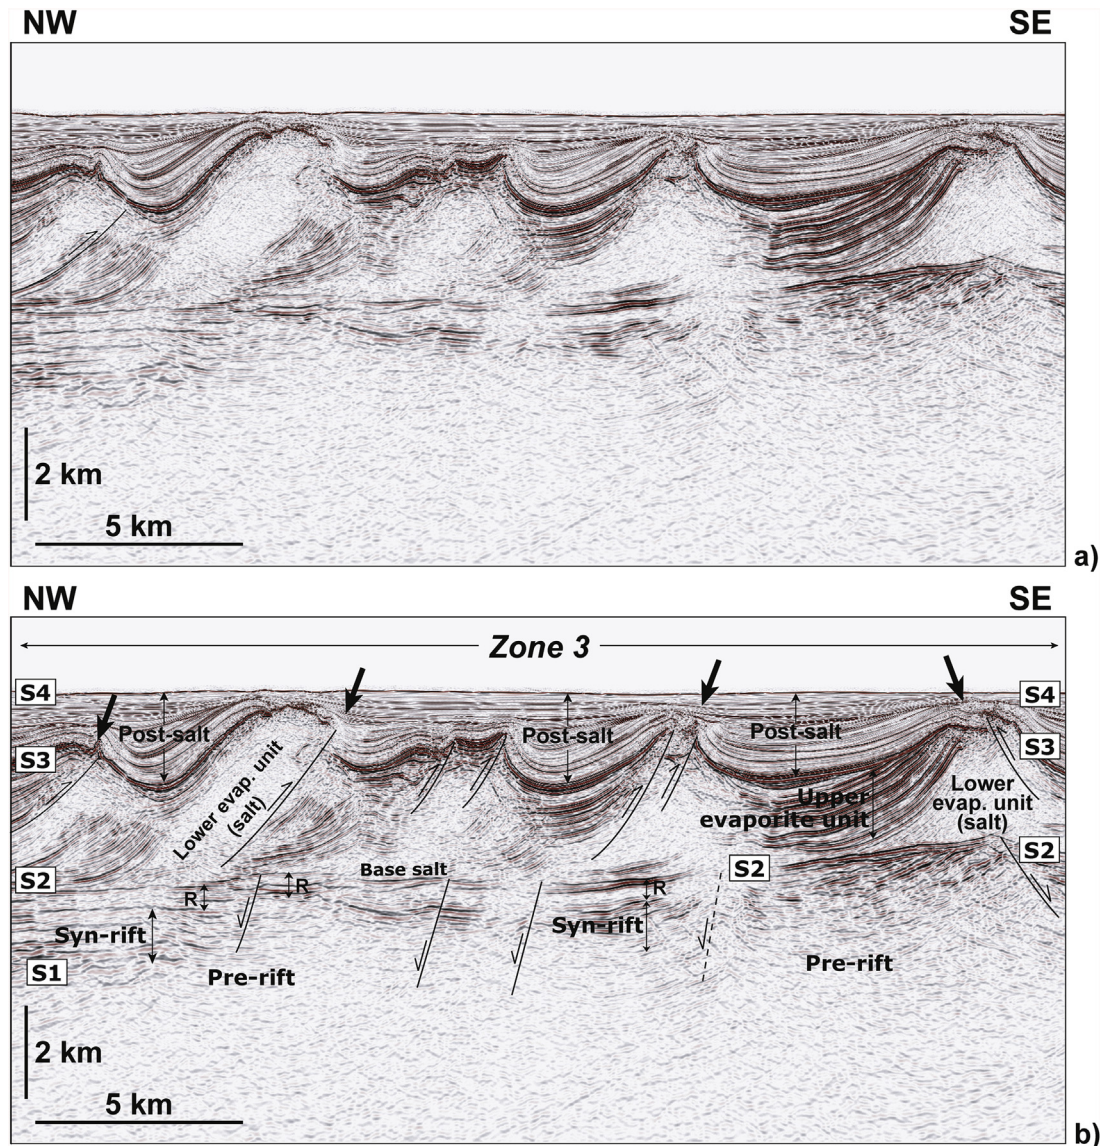 NW SE
2 km
5 km
a)
NW SE
Zone 3
S4 S4
Post-salt Post-salt Post-salt
S3 S3
Lower evap. unit
(salt)
Upper
evaporite unit
Lower
evap. unit
(salt)
S2 Base salt S2 S2
R R R
Syn-rift Syn-rift
S1 Pre-rift Pre-rift
2 km
5 km
b)